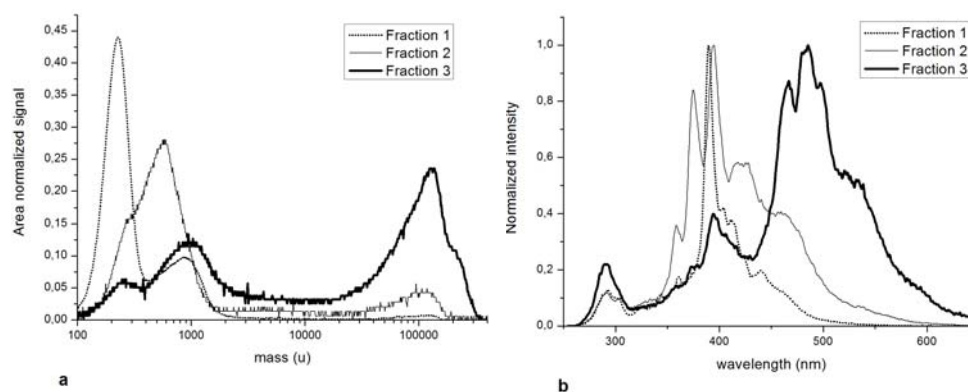 0,45
0,40
0,35
0,30
0,25
0,20
0,15
0,10
0,05
0,00
Area normalized signal
100 1000 10000 100000
mass (u)
Fraction 1
Fraction 2
Fraction 3
a
1,0
0,8
0,6
0,4
0,2
0,0
Normalized intensity
300 400 500 600
wavelength (nm)
Fraction 1
Fraction 2
Fraction 3
b